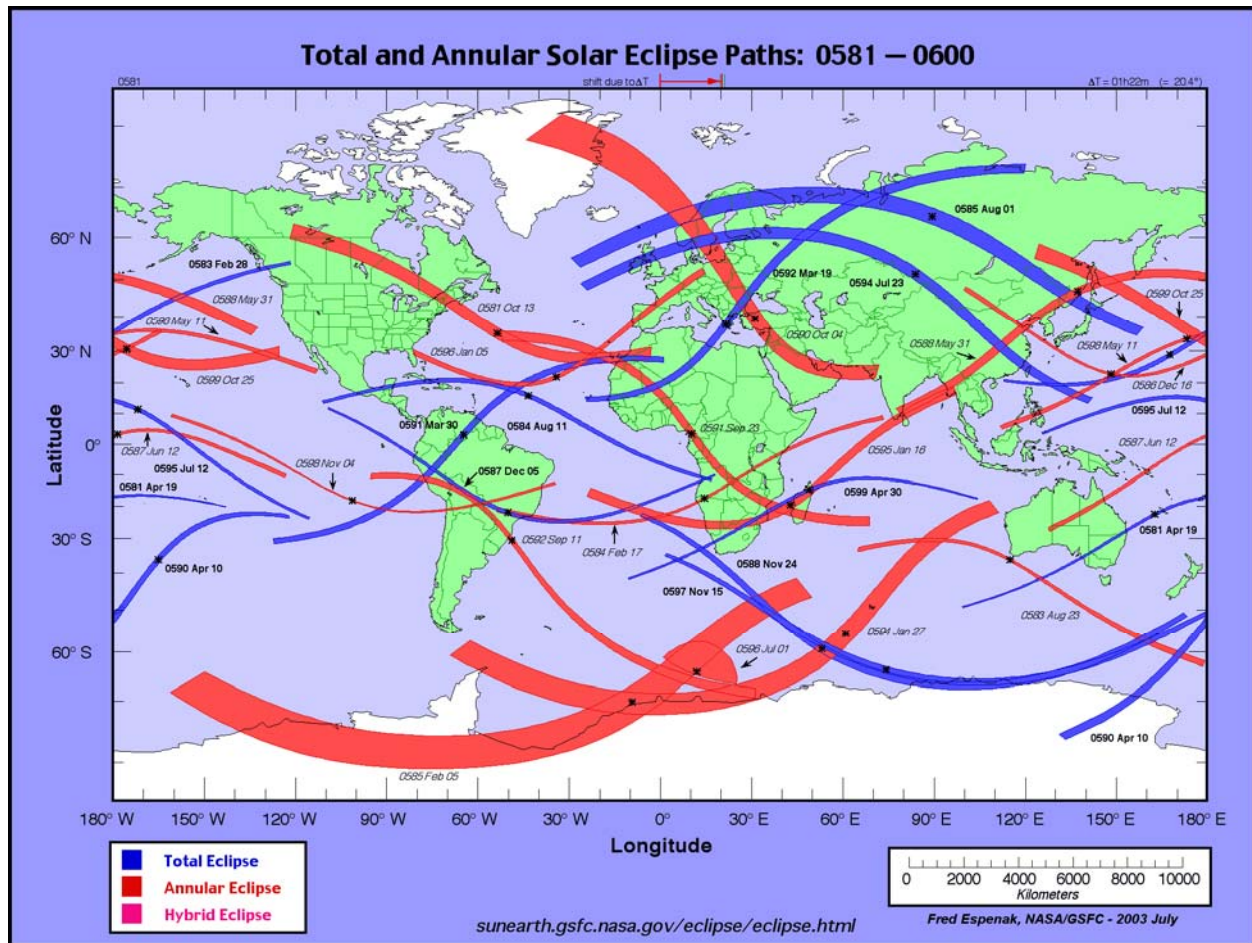 Total and Annular Solar Eclipse Paths: 0581 — 0600
0581
shift due to ΔT
ΔT = 01h22m (= 20.4°)
60° N
30° N
0°
30° S
60° S
Latitude
0583 Feb 28
0588 May 31
0580 May 11
0599 Oct 25
0587 Jun 12
0595 Jul 12
0581 Apr 19
0590 Apr 10
0598 Nov 04
0581 Oct 13
0596 Jan 05
0591 Mar 30
0584 Aug 11
0587 Dec 05
0592 Sep 11
0584 Feb 17
0585 Feb 05
0585 Aug 01
0592 Mar 19
0594 Jul 23
0590 Oct 04
0588 May 31
0591 Sep 23
0595 Jan 16
0599 Apr 30
0588 Nov 24
0597 Nov 15
0594 Jan 27
0596 Jul 01
0599 Oct 25
0598 May 11
0586 Dec 16
0595 Jul 12
0587 Jun 12
0581 Apr 19
0583 Aug 23
0590 Apr 10
180° W 150° W 120° W 90° W 60° W 30° W 0° 30° E 60° E 90° E 120° E 150° E 180° E
Longitude
Total Eclipse
Annular Eclipse
Hybrid Eclipse
0 2000 4000 6000 8000 10000
Kilometers
sunearth.gsfc.nasa.gov/eclipse/eclipse.html
Fred Espenak, NASA/GSFC - 2003 July